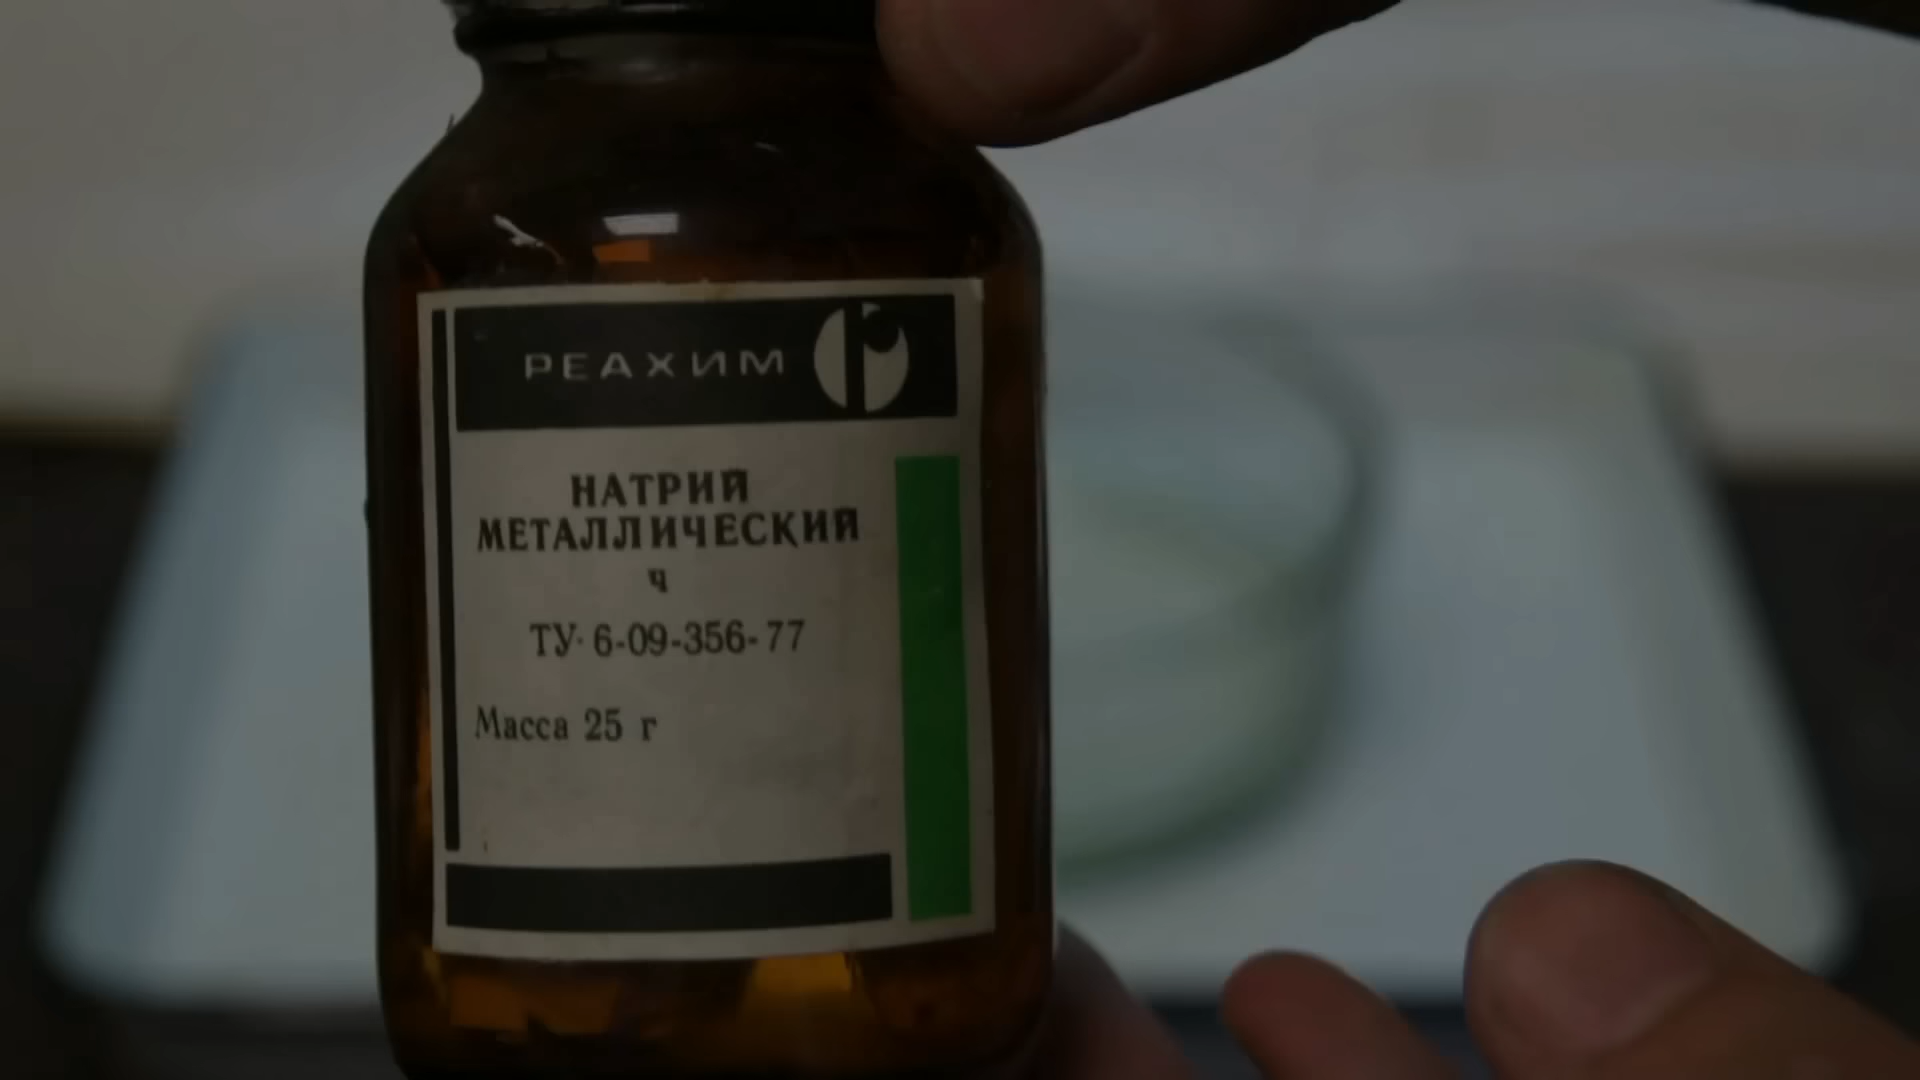 РЕАХИМ
НАТРИЙ
МЕТАЛЛИЧЕСКИЙ
ч
ТУ· 6-09-356-77
Масса 25 г